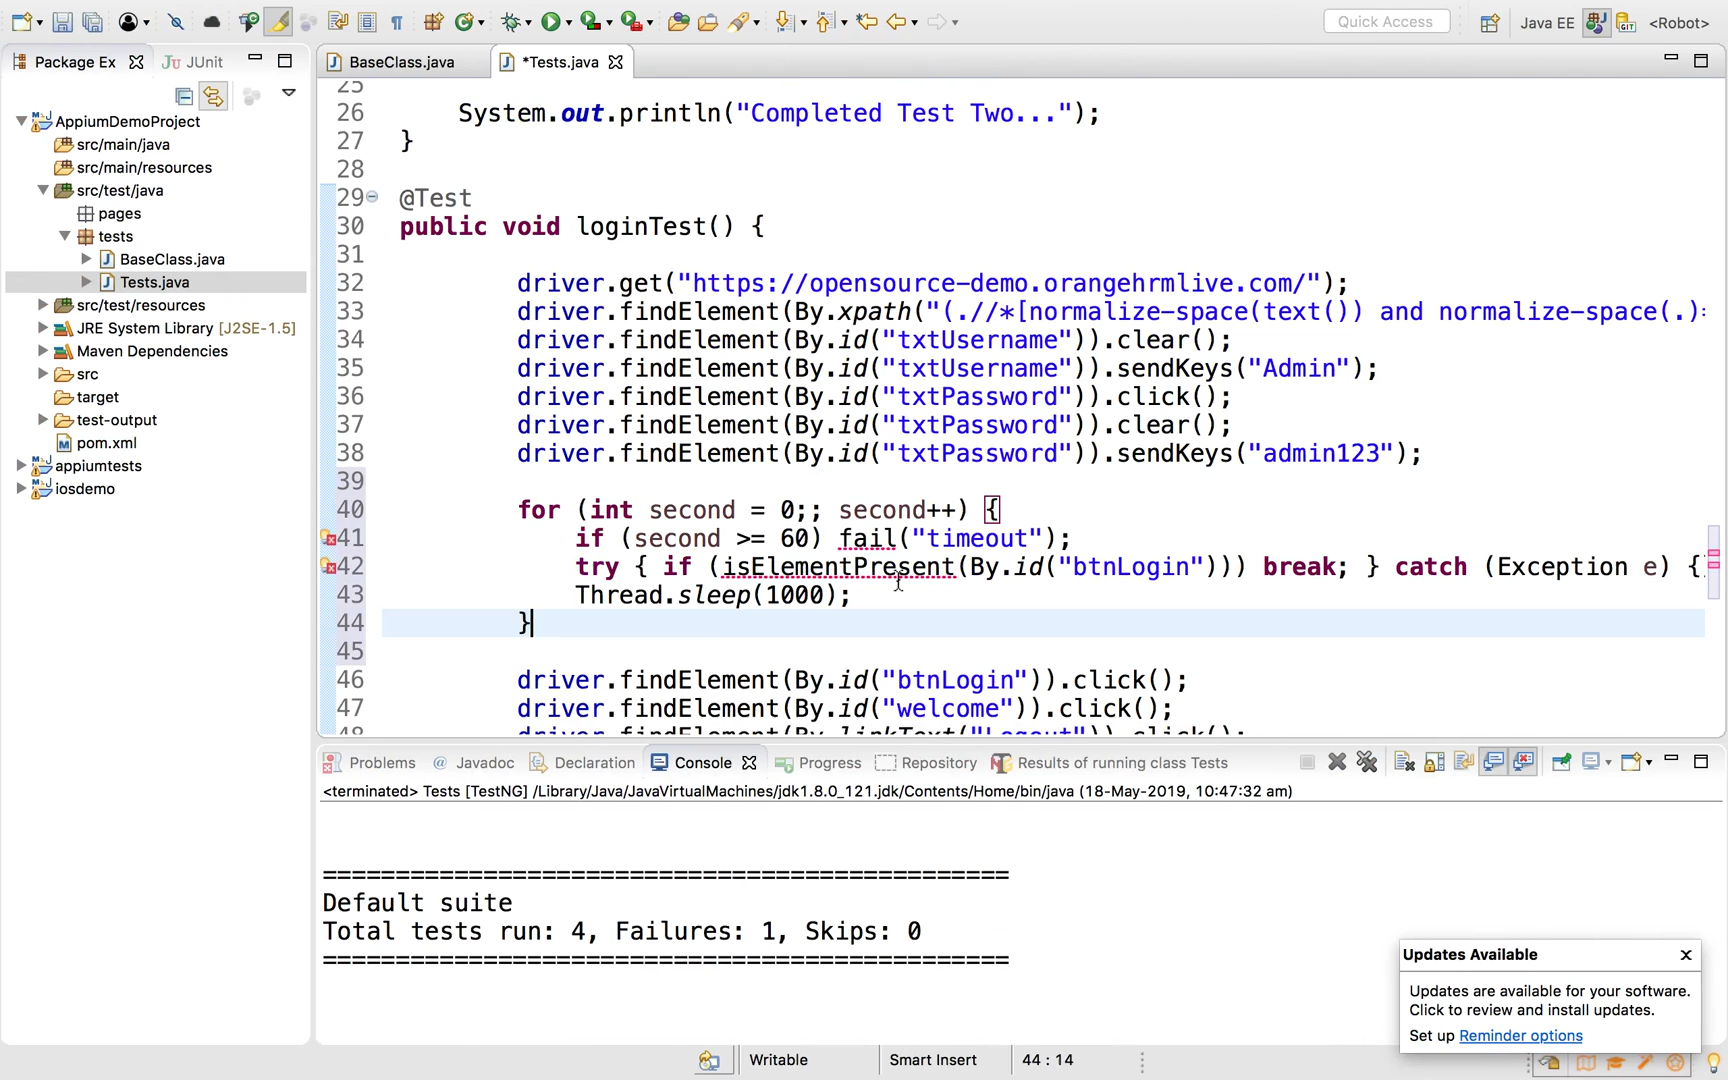 Quick Access
Java EE
<Robot>
Package Ex
JUnit
BaseClass.java
*Tests.java
AppiumDemoProject
src/main/java
src/main/resources
src/test/java
pages
tests
BaseClass.java
Tests.java
src/test/resources
JRE System Library [J2SE-1.5]
Maven Dependencies
src
target
test-output
pom.xml
appiumtests
iosdemo
25
26 System.out.println("Completed Test Two...");
27 }
28
29 @Test
30 public void loginTest() {
31
32 driver.get("https://opensource-demo.orangehrmlive.com/");
33 driver.findElement(By.xpath("(.//*[normalize-space(text()) and normalize-space(.)=
34 driver.findElement(By.id("txtUsername")).clear();
35 driver.findElement(By.id("txtUsername")).sendKeys("Admin");
36 driver.findElement(By.id("txtPassword")).click();
37 driver.findElement(By.id("txtPassword")).clear();
38 driver.findElement(By.id("txtPassword")).sendKeys("admin123");
39
40 for (int second = 0;; second++) {
41 if (second >= 60) fail("timeout");
42 try { if (isElementPresent(By.id("btnLogin"))) break; } catch (Exception e) {
43 Thread.sleep(1000);
44 }
45
46 driver.findElement(By.id("btnLogin")).click();
47 driver.findElement(By.id("welcome")).click();
48 driver.findElement(By.linkText("Logout")).click();
Problems
@ Javadoc
Declaration
Console
Progress
Repository
Results of running class Tests
<terminated> Tests [TestNG] /Library/Java/JavaVirtualMachines/jdk1.8.0_121.jdk/Contents/Home/bin/java (18-May-2019, 10:47:32 am)
===============================================
Default suite
Total tests run: 4, Failures: 1, Skips: 0
===============================================
Updates Available
Updates are available for your software.
Click to review and install updates.
Set up Reminder options
Writable
Smart Insert
44 : 14